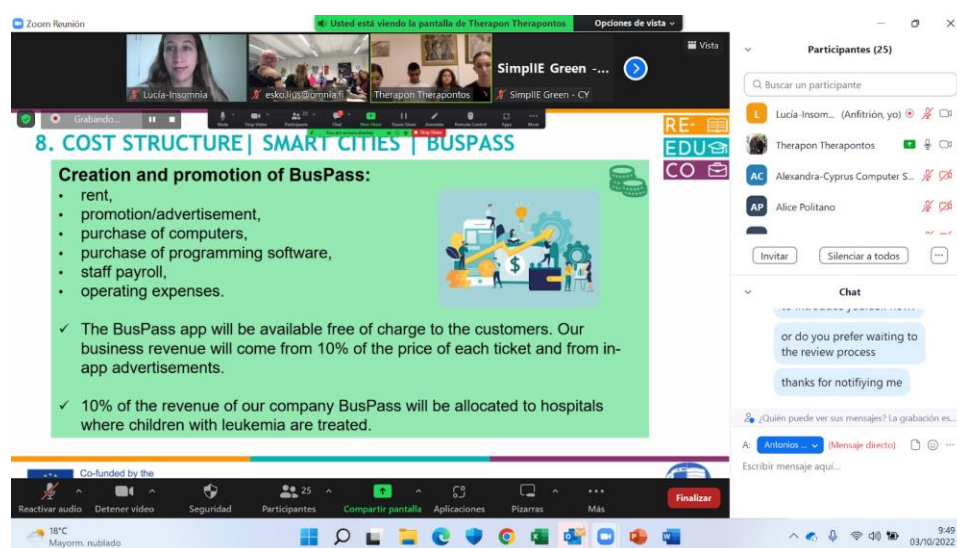 Zoom Reunión
Usted está viendo la pantalla de Therapon Therapontos
Opciones de vista
Vista
Lucía-Insomnia
esko.lius@omnia.fi
Therapon Therapontos
SimplIE Green -...
SimplIE Green - CY
Grabando...
8. COST STRUCTURE| SMART CITIES | BUSPASS
RE-
EDU
CO
Creation and promotion of BusPass:
• rent,
• promotion/advertisement,
• purchase of computers,
• purchase of programming software,
• staff payroll,
• operating expenses.
✓ The BusPass app will be available free of charge to the customers. Our
business revenue will come from 10% of the price of each ticket and from in-
app advertisements.
✓ 10% of the revenue of our company BusPass will be allocated to hospitals
where children with leukemia are treated.
Co-funded by the
Reactivar audio
Detener video
Seguridad
25
Participantes
Compartir pantalla
Aplicaciones
Pizarras
Más
Finalizar
Participantes (25)
Buscar un participante
L Lucía-Insom... (Anfitrión, yo)
Therapon Therapontos
AC Alexandra-Cyprus Computer S...
AP Alice Politano
Invitar
Silenciar a todos
Chat
or do you prefer waiting to
the review process
thanks for notifiying me
¿Quién puede ver sus mensajes? La grabación es...
A: Antonios ... (Mensaje directo)
Escribir mensaje aquí...
18°C
Mayorm. nublado
9:49
03/10/2022